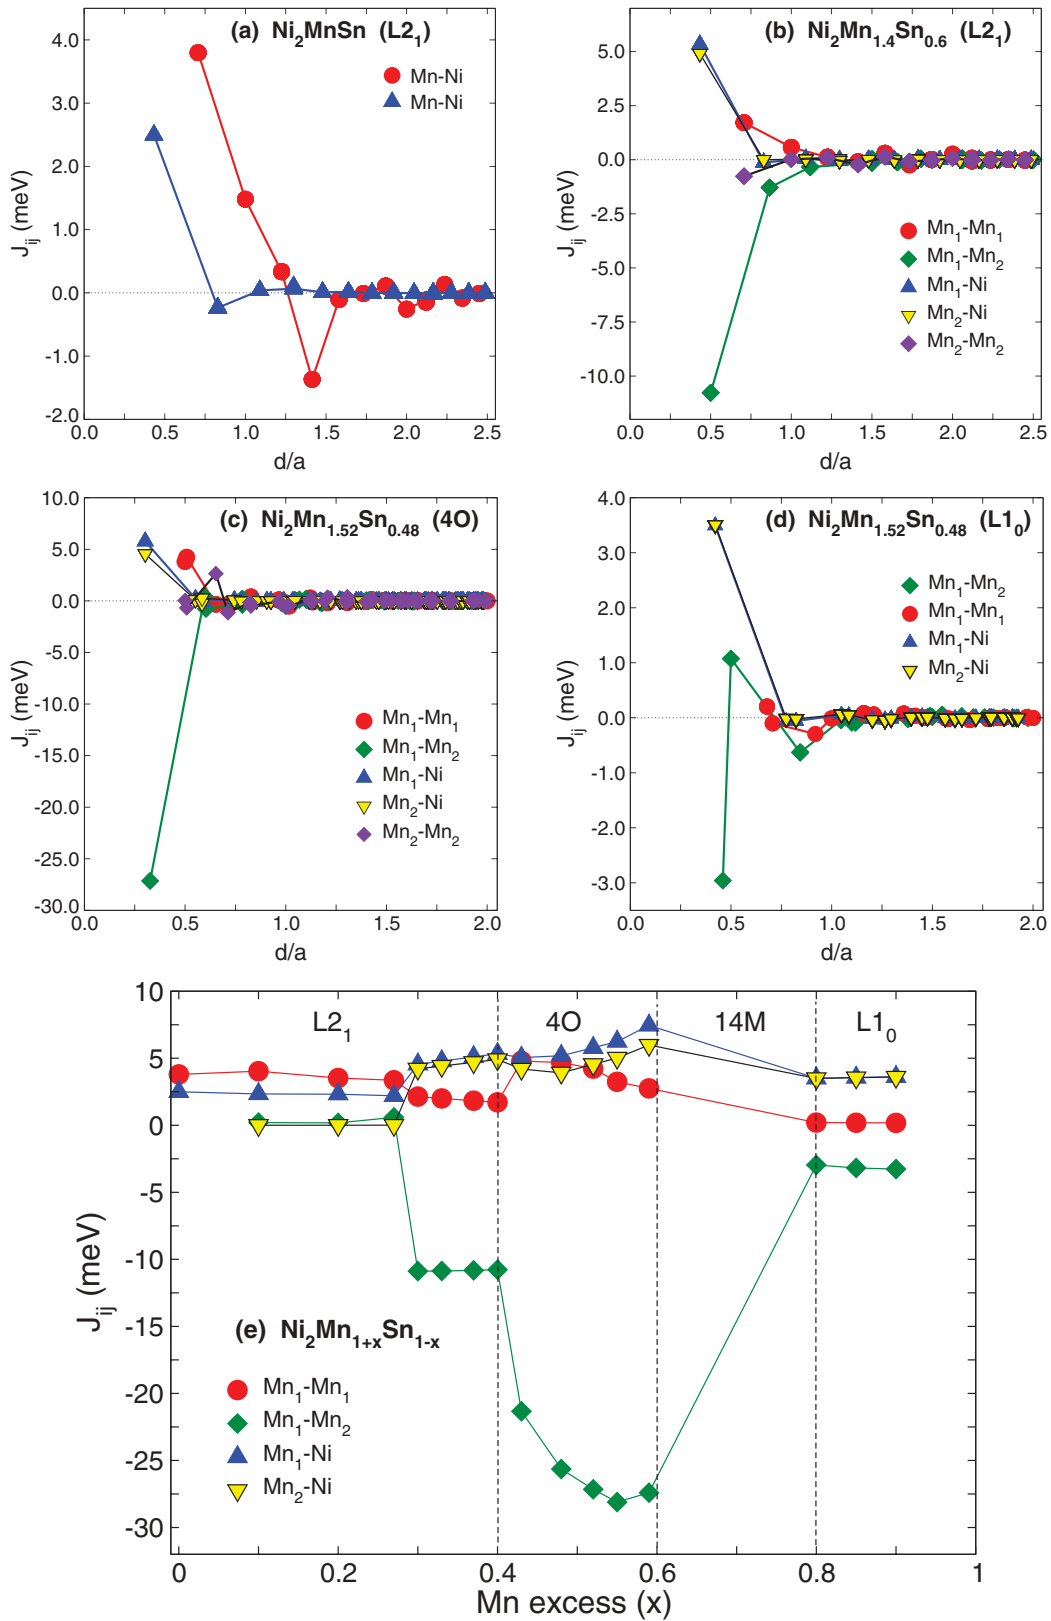 (a) Ni₂MnSn (L2₁)
Mn-Ni
Mn-Ni
4.0
3.0
2.0
1.0
0.0
-1.0
-2.0
J_ij (meV)
0.0 0.5 1.0 1.5 2.0 2.5
d/a
(b) Ni₂Mn₁.₄Sn₀.₆ (L2₁)
5.0
2.5
0.0
-2.5
-5.0
-7.5
-10.0
J_ij (meV)
Mn₁-Mn₁
Mn₁-Mn₂
Mn₁-Ni
Mn₂-Ni
Mn₂-Mn₂
0.0 0.5 1.0 1.5 2.0 2.5
d/a
(c) Ni₂Mn₁.₅₂Sn₀.₄₈ (4O)
10.0
5.0
0.0
-5.0
-10.0
-15.0
-20.0
-25.0
-30.0
J_ij (meV)
Mn₁-Mn₁
Mn₁-Mn₂
Mn₁-Ni
Mn₂-Ni
Mn₂-Mn₂
0.0 0.5 1.0 1.5 2.0
d/a
(d) Ni₂Mn₁.₅₂Sn₀.₄₈ (L1₀)
4.0
3.0
2.0
1.0
0.0
-1.0
-2.0
-3.0
J_ij (meV)
Mn₁-Mn₂
Mn₁-Mn₁
Mn₁-Ni
Mn₂-Ni
0.0 0.5 1.0 1.5 2.0
d/a
L2₁ 4O 14M L1₀
10
5
0
-5
-10
-15
-20
-25
-30
J_ij (meV)
(e) Ni₂Mn₁₊ₓSn₁₋ₓ
Mn₁-Mn₁
Mn₁-Mn₂
Mn₁-Ni
Mn₂-Ni
0 0.2 0.4 0.6 0.8 1
Mn excess (x)